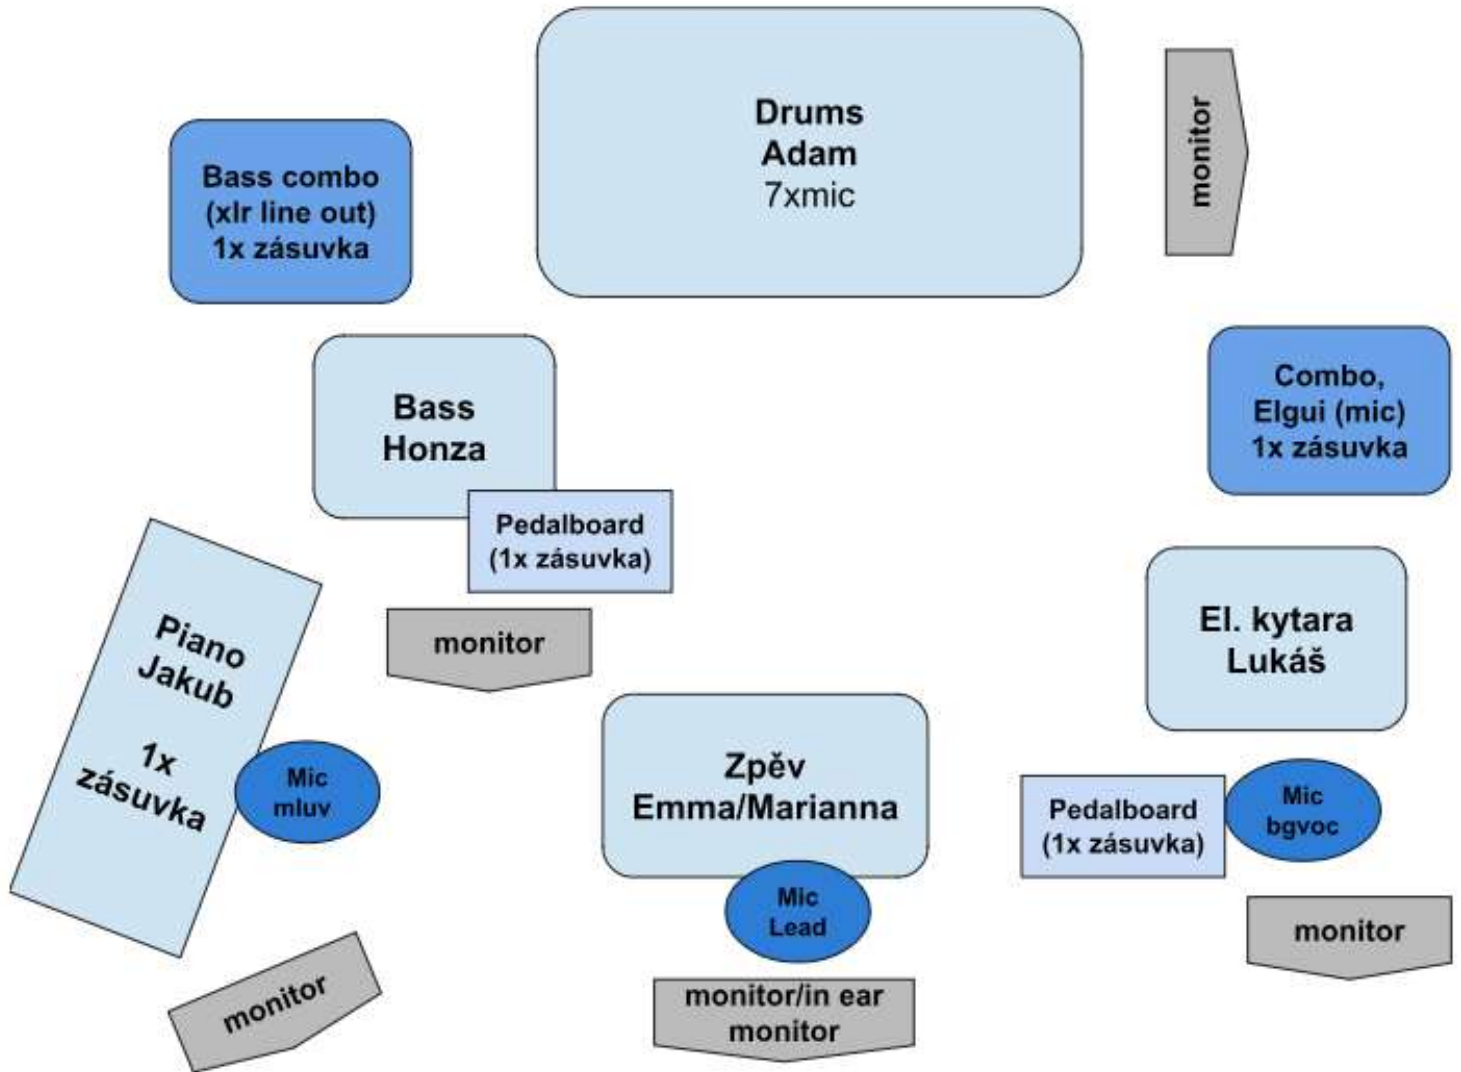 Drums
Adam
7xmic
monitor
Bass combo
(xlr line out)
1x zásuvka
Bass
Honza
Combo,
Elgui (mic)
1x zásuvka
Pedalboard
(1x zásuvka)
monitor
El. kytara
Lukáš
Piano
Jakub
1x
zásuvka
Mic
mluv
Zpěv
Emma/Marianna
Pedalboard
(1x zásuvka)
Mic
bgvoc
Mic
Lead
monitor
monitor
monitor/in ear
monitor